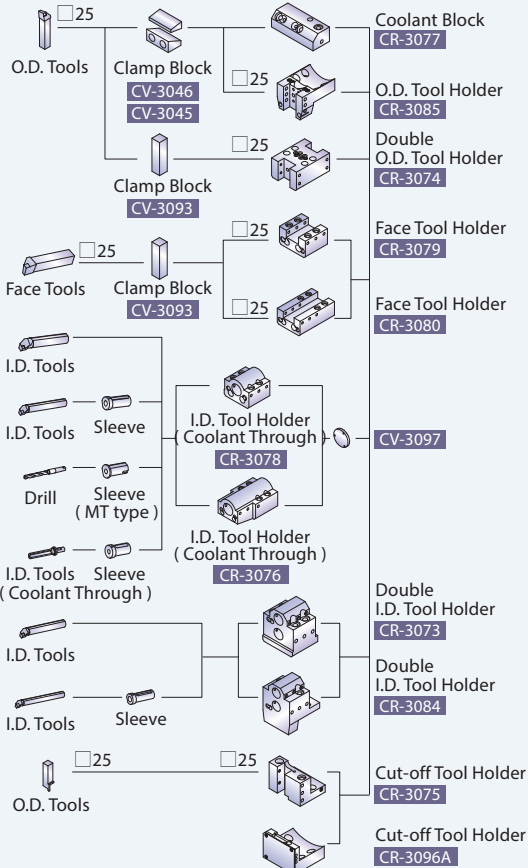 □25
O.D. Tools
Clamp Block
CV-3046
CV-3045
Coolant Block
CR-3077
□25
O.D. Tool Holder
CR-3085
Clamp Block
CV-3093
□25
Double
O.D. Tool Holder
CR-3074
Face Tools
□25
Clamp Block
CV-3093
□25
Face Tool Holder
CR-3079
□25
Face Tool Holder
CR-3080
I.D. Tools
I.D. Tools
Sleeve
Drill
Sleeve
( MT type )
I.D. Tools
( Coolant Through )
Sleeve
I.D. Tool Holder
( Coolant Through )
CR-3078
I.D. Tool Holder
( Coolant Through )
CR-3076
CV-3097
I.D. Tools
I.D. Tools
Sleeve
Double
I.D. Tool Holder
CR-3073
Double
I.D. Tool Holder
CR-3084
O.D. Tools
□25
□25
Cut-off Tool Holder
CR-3075
Cut-off Tool Holder
CR-3096A